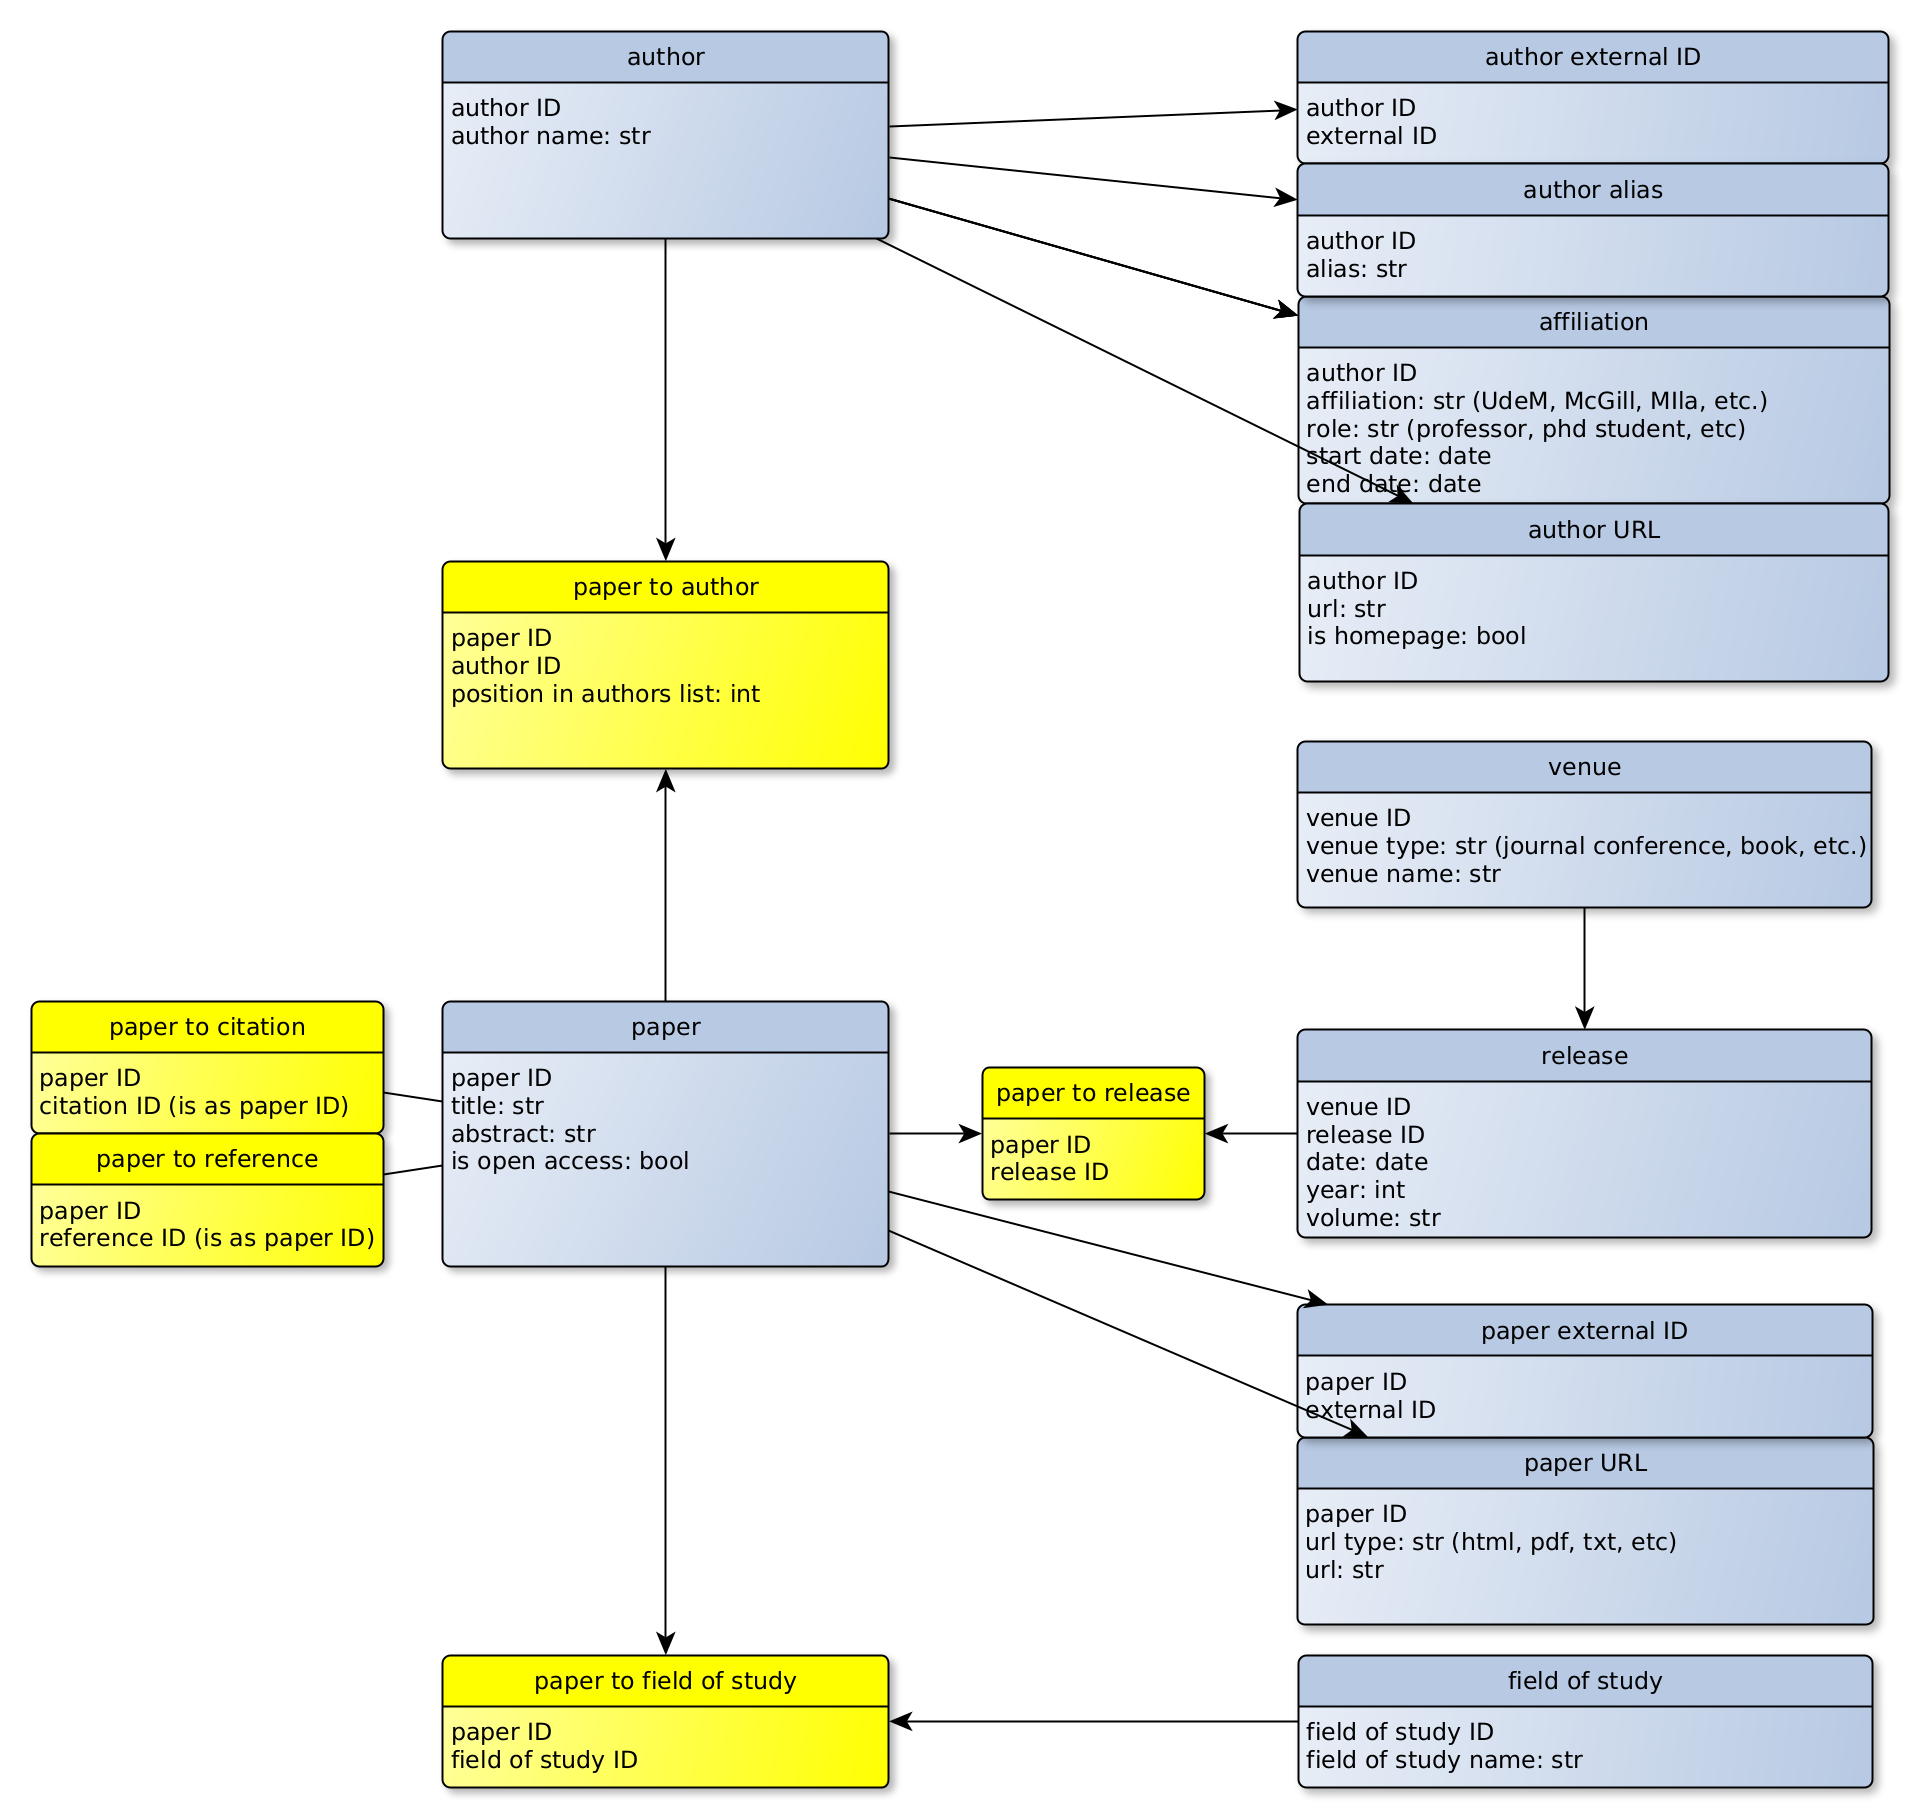 author
author ID
author name: str
author external ID
author ID
external ID
author alias
author ID
alias: str
affiliation
author ID
affiliation: str (UdeM, McGill, MIla, etc.)
role: str (professor, phd student, etc)
start date: date
end date: date
author URL
author ID
url: str
is homepage: bool
paper to author
paper ID
author ID
position in authors list: int
venue
venue ID
venue type: str (journal conference, book, etc.)
venue name: str
paper to citation
paper ID
citation ID (is as paper ID)
paper to reference
paper ID
reference ID (is as paper ID)
paper
paper ID
title: str
abstract: str
is open access: bool
paper to release
paper ID
release ID
release
venue ID
release ID
date: date
year: int
volume: str
paper external ID
paper ID
external ID
paper URL
paper ID
url type: str (html, pdf, txt, etc)
url: str
paper to field of study
paper ID
field of study ID
field of study
field of study ID
field of study name: str